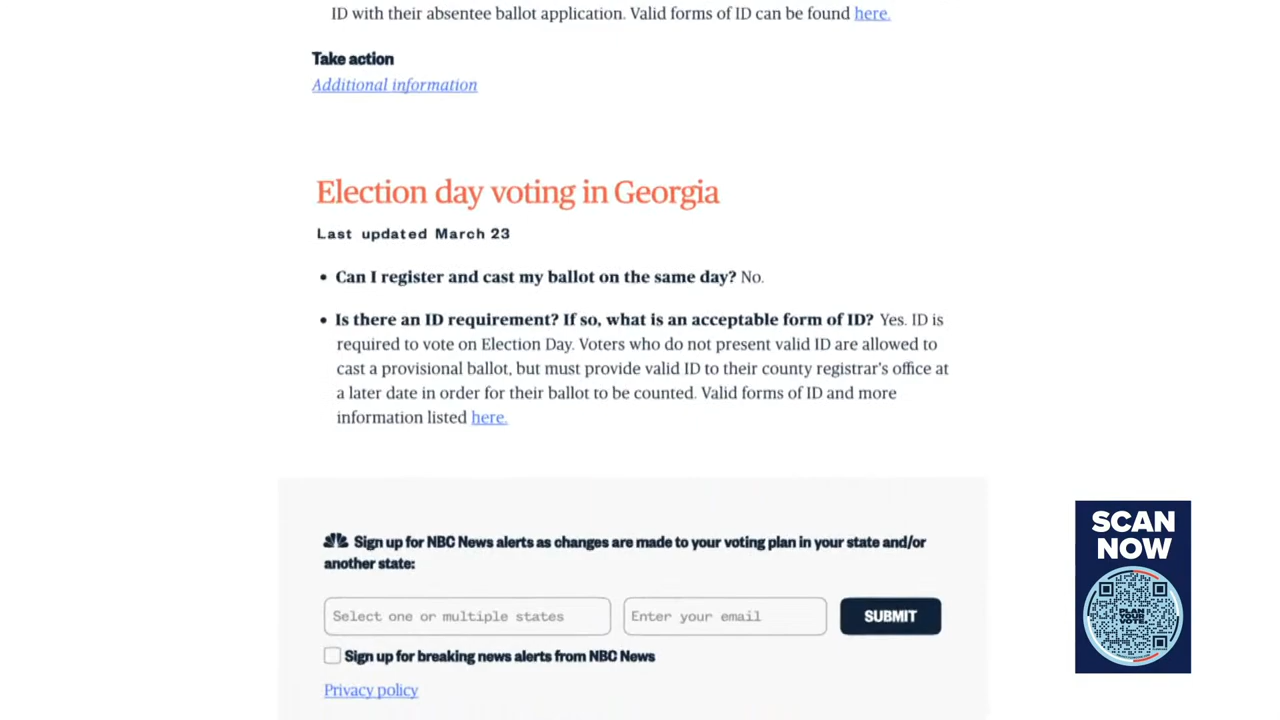 ID with their absentee ballot application. Valid forms of ID can be found here.
Take action
Additional information
Election day voting in Georgia
Last updated March 23
• Can I register and cast my ballot on the same day? No.
• Is there an ID requirement? If so, what is an acceptable form of ID? Yes. ID is
required to vote on Election Day. Voters who do not present valid ID are allowed to
cast a provisional ballot, but must provide valid ID to their county registrar's office at
a later date in order for their ballot to be counted. Valid forms of ID and more
information listed here.
Sign up for NBC News alerts as changes are made to your voting plan in your state and/or
another state:
Select one or multiple states
Enter your email
SUBMIT
Sign up for breaking news alerts from NBC News
Privacy policy
SCAN
NOW
PLAN
YOUR
VOTE.